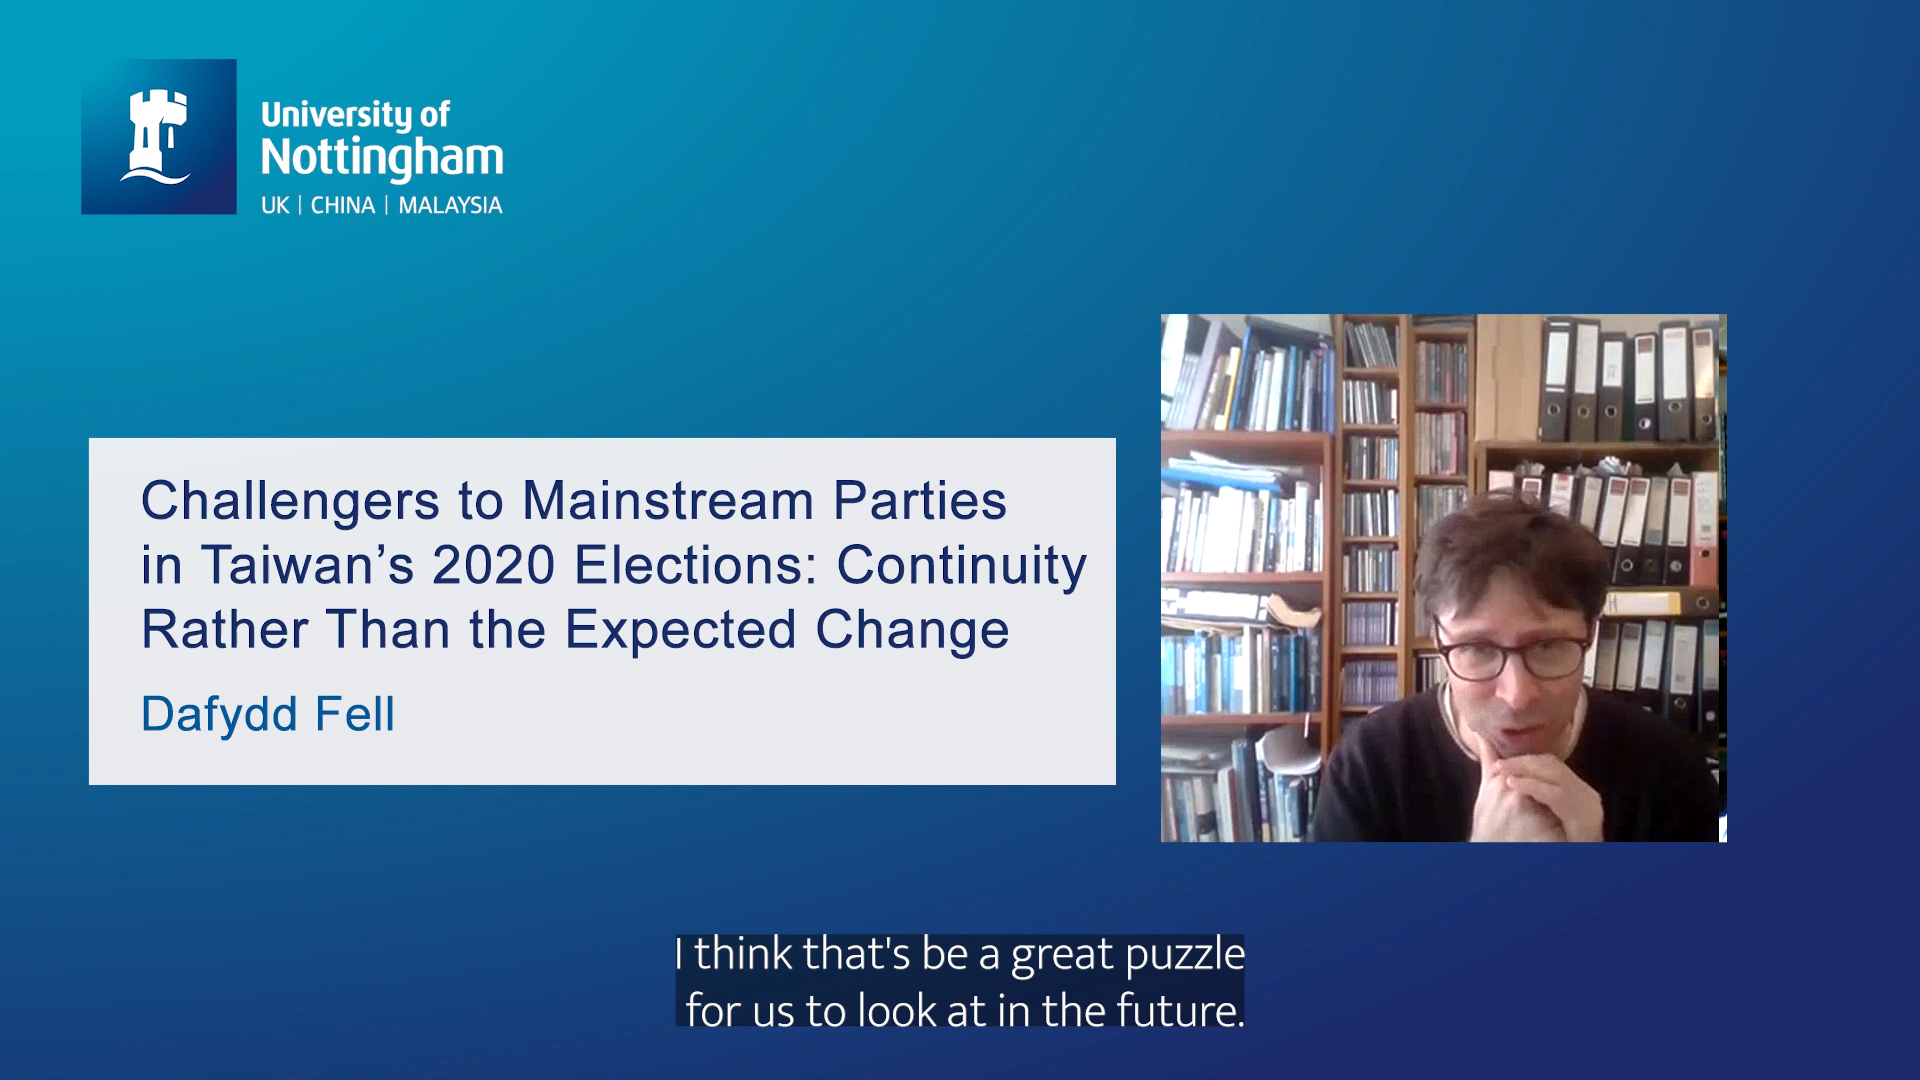 University of
Nottingham
UK | CHINA | MALAYSIA
Challengers to Mainstream Parties
in Taiwan’s 2020 Elections: Continuity
Rather Than the Expected Change
Dafydd Fell
I think that's be a great puzzle
for us to look at in the future.